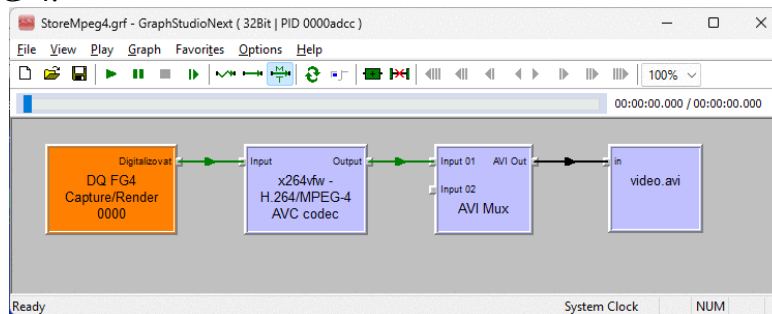 StoreMpeg4.grf - GraphStudioNext ( 32Bit | PID 0000adcc )
File View Play Graph Favorites Options Help
100%
00:00:00.000 / 00:00:00.000
Digitalizovat
DQ FG4
Capture/Render
0000
Input Output
x264vfw -
H.264/MPEG-4
AVC codec
Input 01 AVI Out
Input 02
AVI Mux
in
video.avi
Ready System Clock NUM